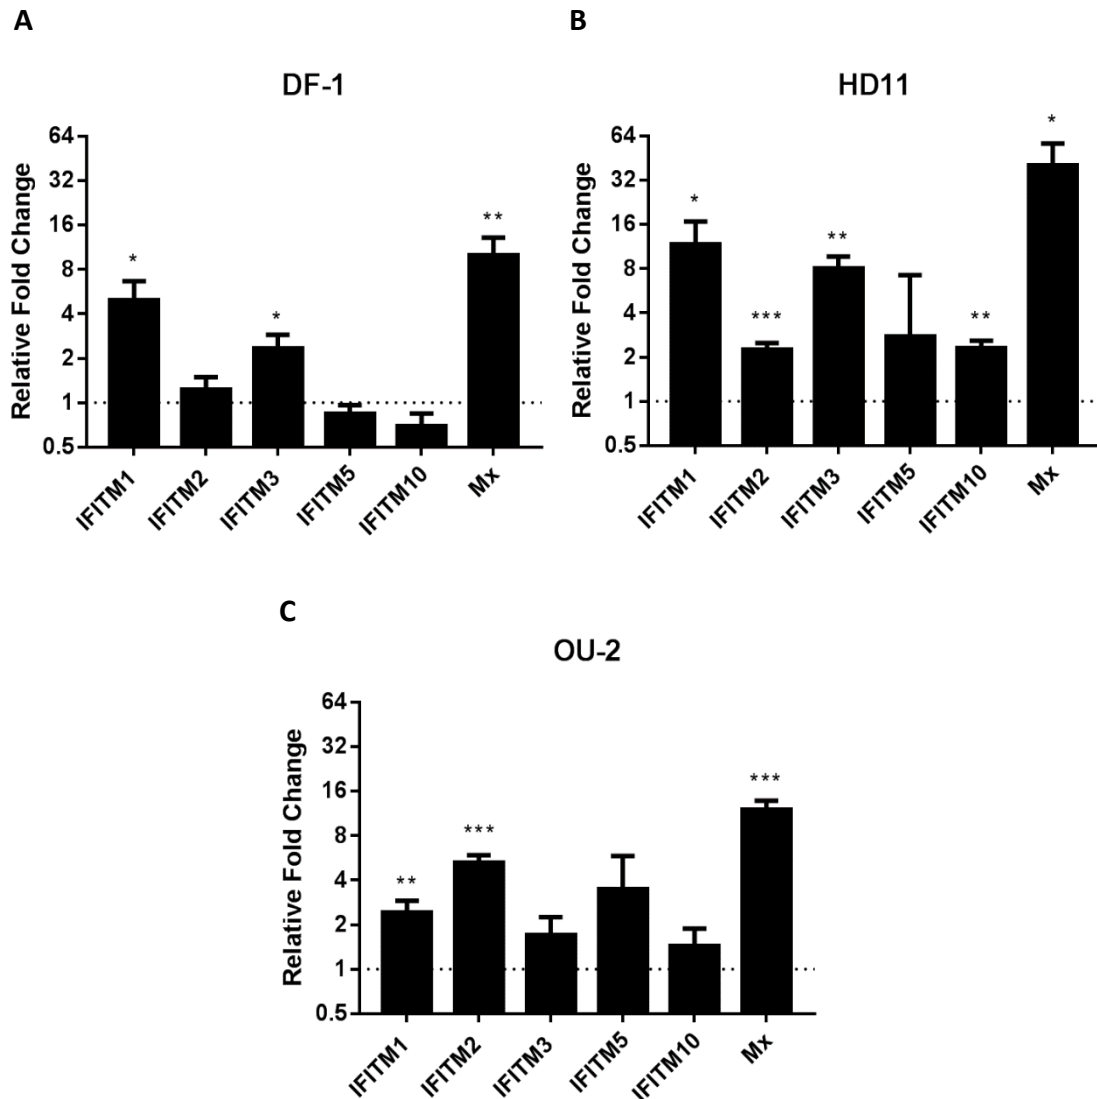 A
DF-1
Relative Fold Change
64
32
16
8
4
2
1
0.5
*
*
**
IFITM1
IFITM2
IFITM3
IFITM5
IFITM10
Mx
B
HD11
Relative Fold Change
64
32
16
8
4
2
1
0.5
*
***
**
**
*
IFITM1
IFITM2
IFITM3
IFITM5
IFITM10
Mx
C
OU-2
Relative Fold Change
64
32
16
8
4
2
1
0.5
**
***
***
IFITM1
IFITM2
IFITM3
IFITM5
IFITM10
Mx